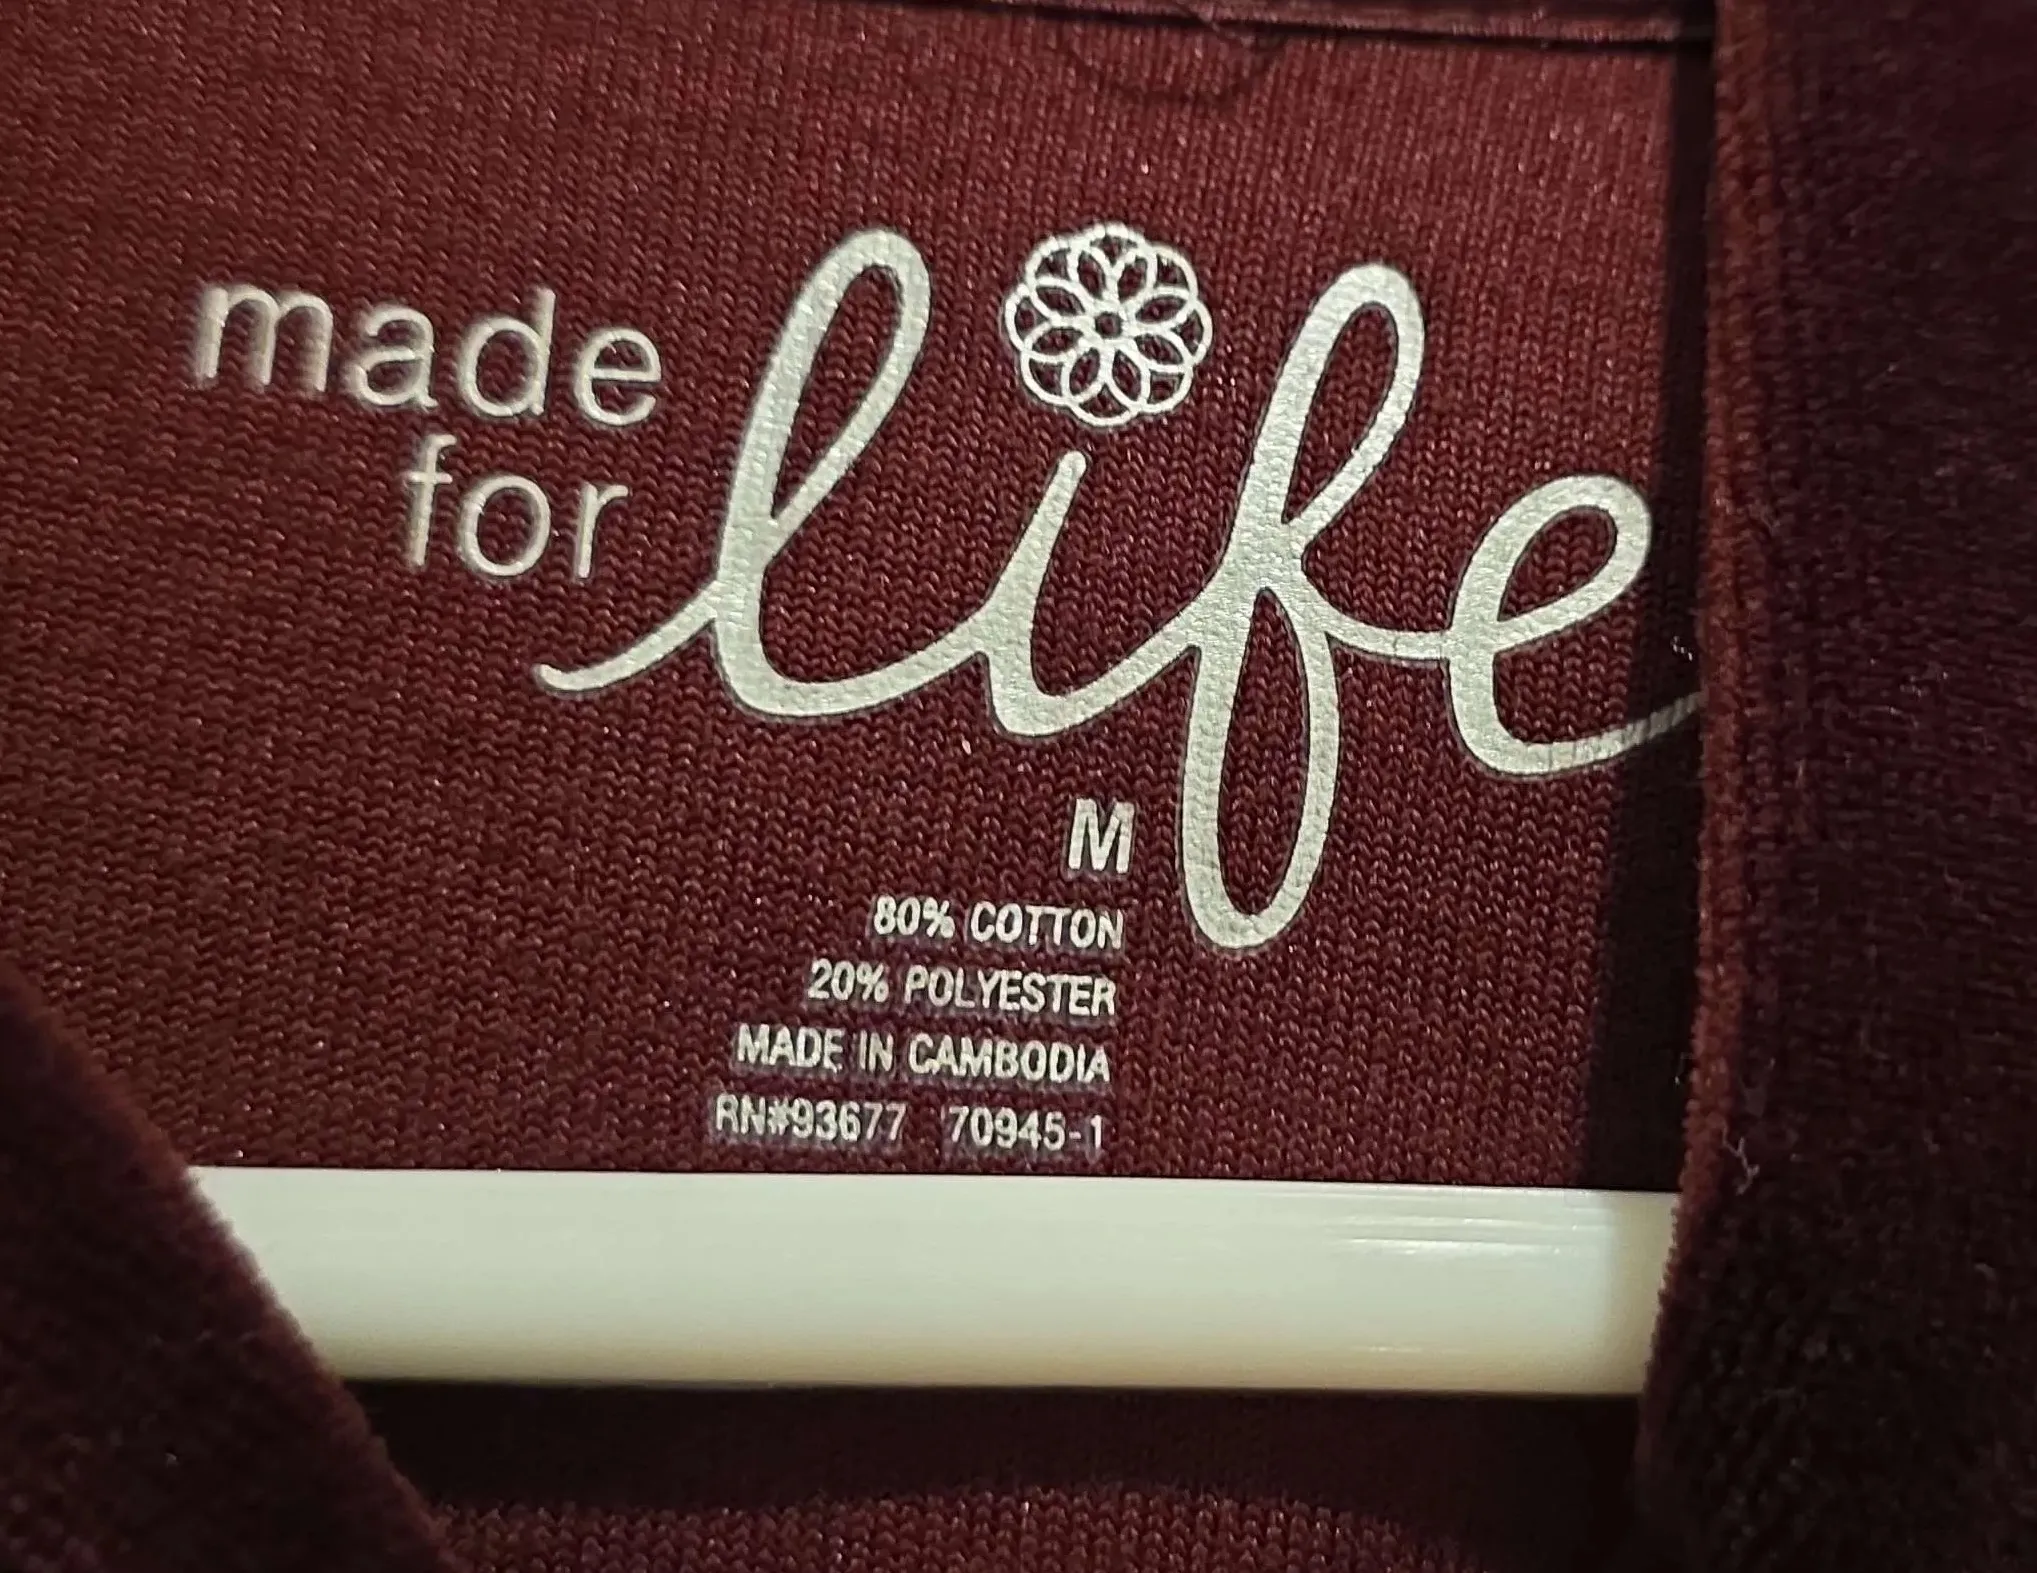 made
for
life
M
80% COTTON
20% POLYESTER
MADE IN CAMBODIA
RN#93677 70945-1